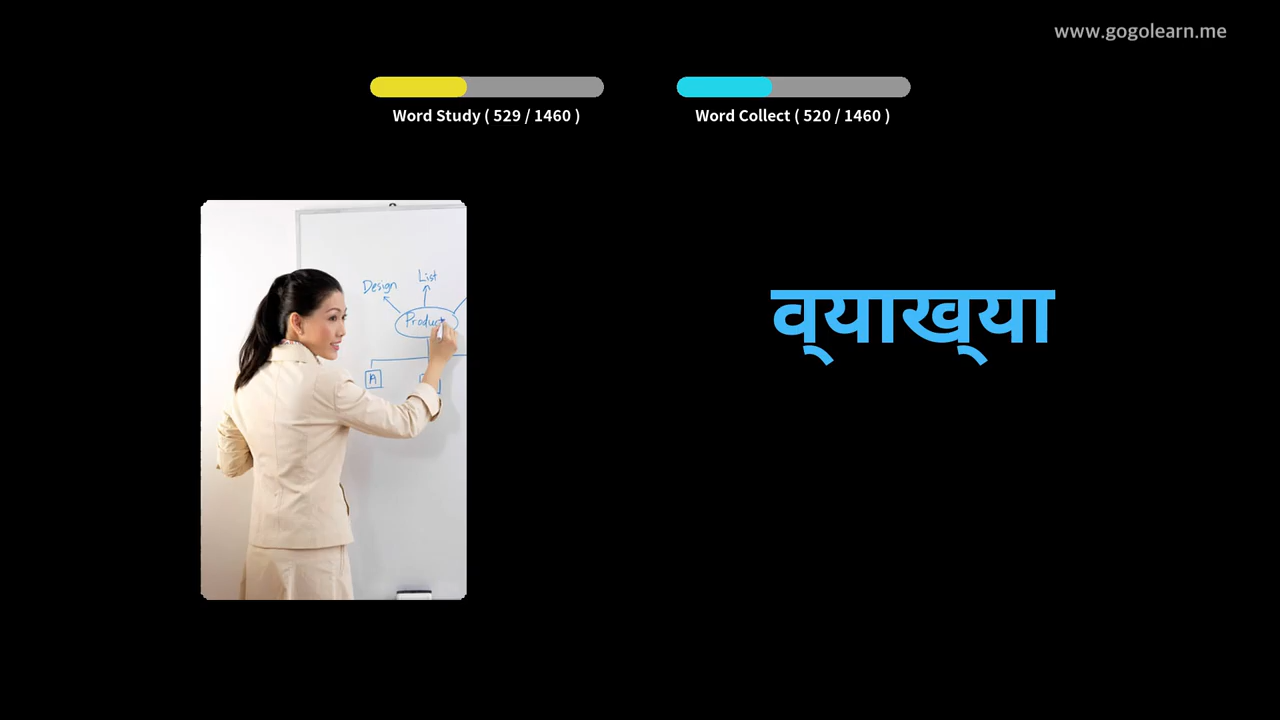 www.gogolearn.me
Word Study ( 529 / 1460 )
Word Collect ( 520 / 1460 )
Design
List
Product
A
व्याख्या